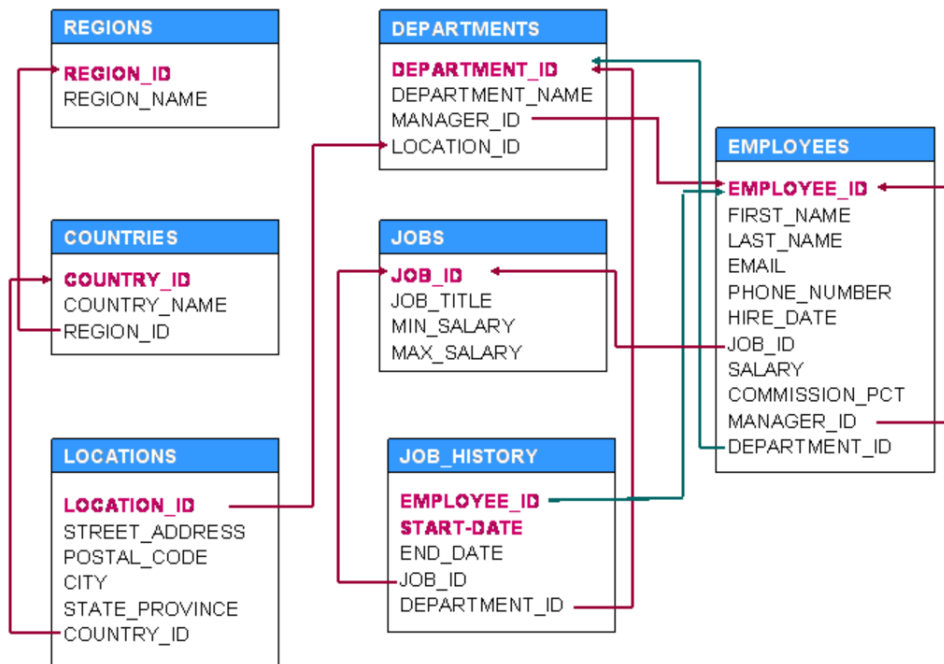 REGIONS
REGION_ID
REGION_NAME
DEPARTMENTS
DEPARTMENT_ID
DEPARTMENT_NAME
MANAGER_ID
LOCATION_ID
EMPLOYEES
EMPLOYEE_ID
FIRST_NAME
LAST_NAME
EMAIL
PHONE_NUMBER
HIRE_DATE
JOB_ID
SALARY
COMMISSION_PCT
MANAGER_ID
DEPARTMENT_ID
COUNTRIES
COUNTRY_ID
COUNTRY_NAME
REGION_ID
JOBS
JOB_ID
JOB_TITLE
MIN_SALARY
MAX_SALARY
LOCATIONS
LOCATION_ID
STREET_ADDRESS
POSTAL_CODE
CITY
STATE_PROVINCE
COUNTRY_ID
JOB_HISTORY
EMPLOYEE_ID
START-DATE
END_DATE
JOB_ID
DEPARTMENT_ID